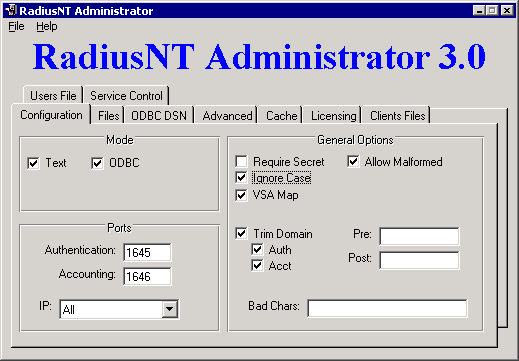 RadiusNT Administrator
File Help
RadiusNT Administrator 3.0
Users File Service Control
Configuration Files ODBC DSN Advanced Cache Licensing Clients Files
Mode
Text ODBC
Ports
Authentication: 1645
Accounting: 1646
IP: All
General Options
Require Secret Allow Malformed
Ignore Case
VSA Map
Trim Domain Pre:
Auth
Acct Post:
Bad Chars: